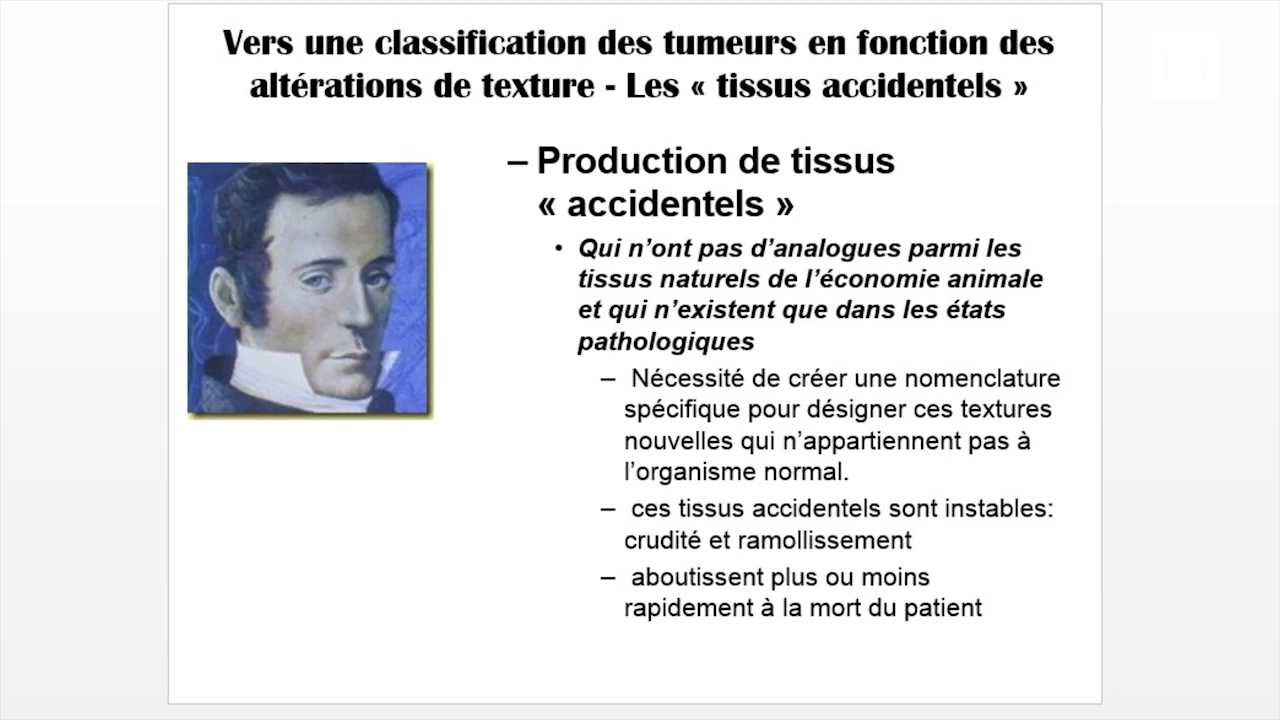 Vers une classification des tumeurs en fonction des
altérations de texture - Les « tissus accidentels »
– Production de tissus
« accidentels »
• Qui n’ont pas d’analogues parmi les
tissus naturels de l’économie animale
et qui n’existent que dans les états
pathologiques
– Nécessité de créer une nomenclature
spécifique pour désigner ces textures
nouvelles qui n’appartiennent pas à
l’organisme normal.
– ces tissus accidentels sont instables:
crudité et ramollissement
– aboutissent plus ou moins
rapidement à la mort du patient